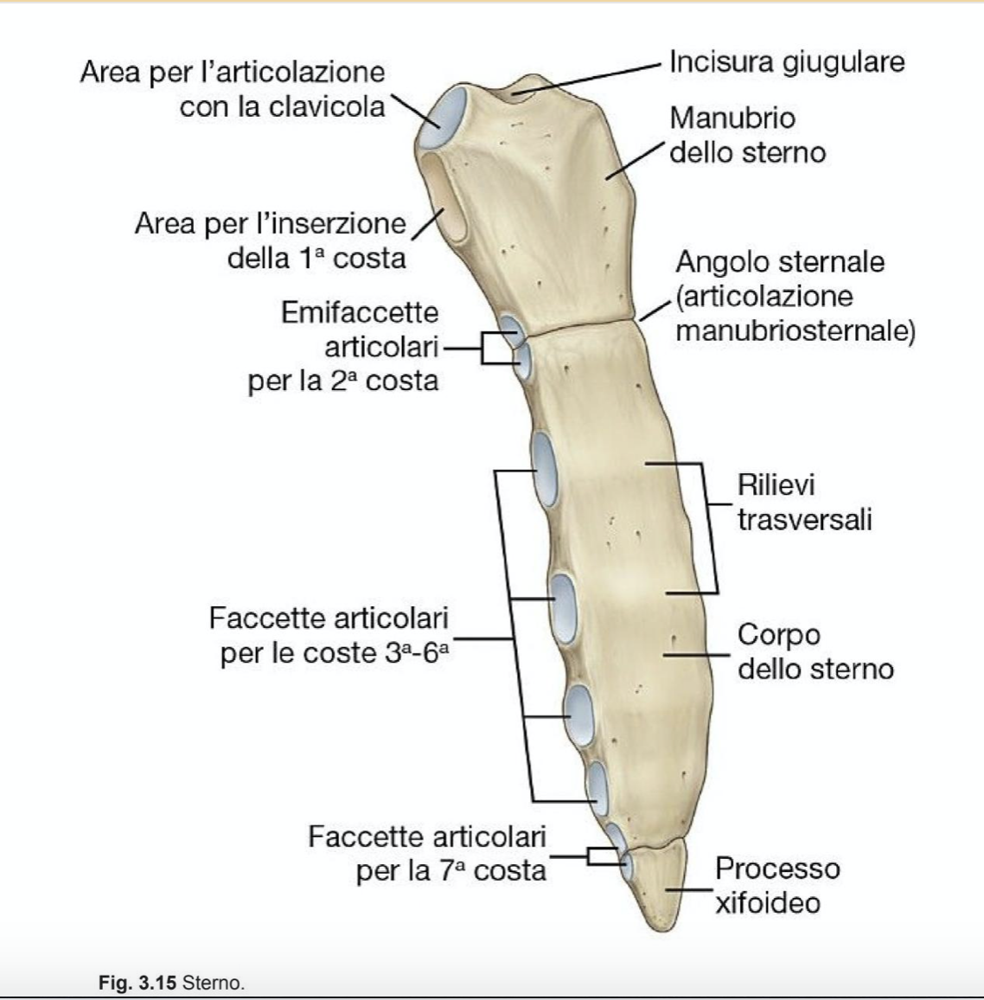 Area per l'articolazione
con la clavicola
Incisura giugulare
Manubrio
dello sterno
Area per l'inserzione
della 1ª costa
Angolo sternale
(articolazione
manubriosternale)
Emifaccette
articolari
per la 2ª costa
Rilievi
trasversali
Faccette articolari
per le coste 3ª-6ª
Corpo
dello sterno
Faccette articolari
per la 7ª costa
Processo
xifoideo
Fig. 3.15 Sterno.